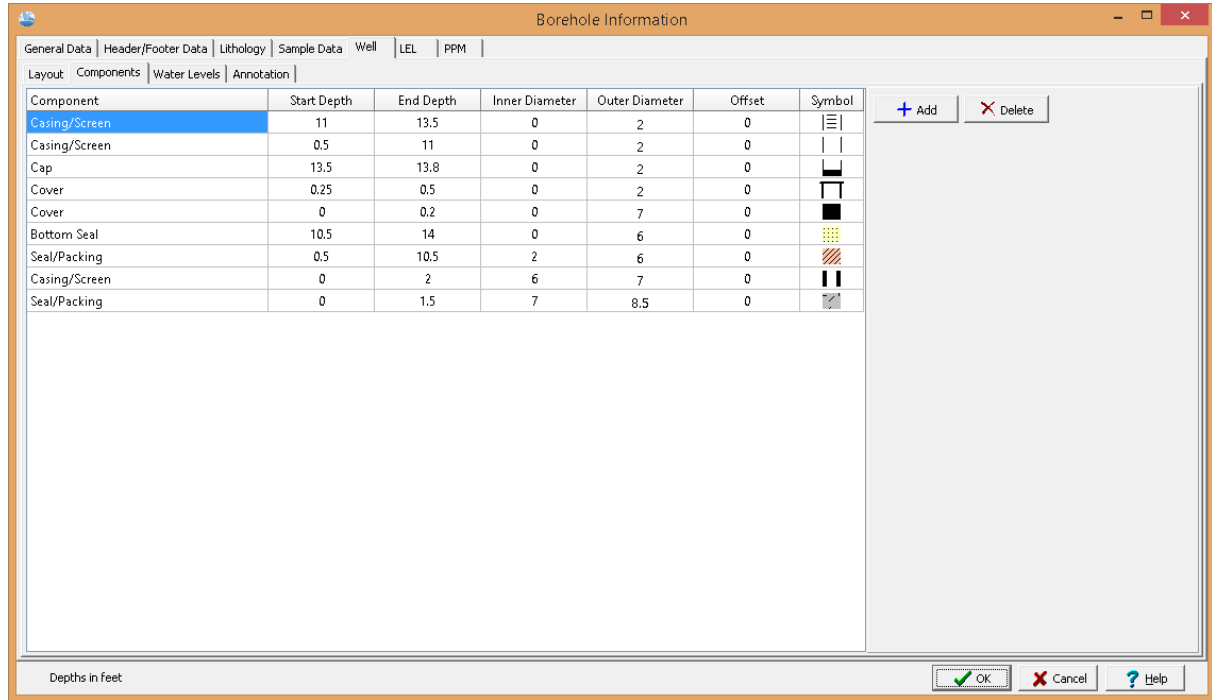 Borehole Information
General Data Header/Footer Data Lithology Sample Data Well LEL PPM
Layout Components Water Levels Annotation
Component Start Depth End Depth Inner Diameter Outer Diameter Offset Symbol
Add Delete
Casing/Screen 11 13.5 0 2 0
Casing/Screen 0.5 11 0 2 0
Cap 13.5 13.8 0 2 0
Cover 0.25 0.5 0 2 0
Cover 0 0.2 0 7 0
Bottom Seal 10.5 14 0 6 0
Seal/Packing 0.5 10.5 2 6 0
Casing/Screen 0 2 6 7 0
Seal/Packing 0 1.5 7 8.5 0
Depths in feet
OK Cancel Help